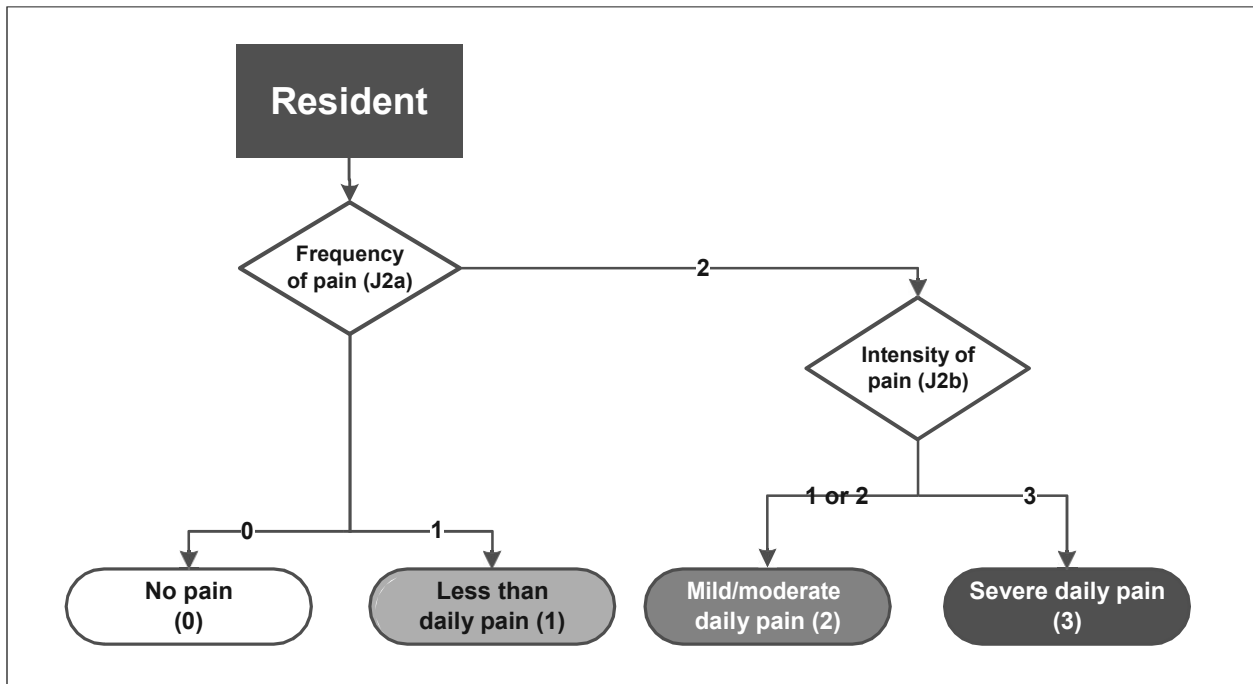 Resident
Frequency
of pain (J2a)
2
Intensity of
pain (J2b)
0
1
1 or 2
3
No pain
(0)
Less than
daily pain (1)
Mild/moderate
daily pain (2)
Severe daily pain
(3)